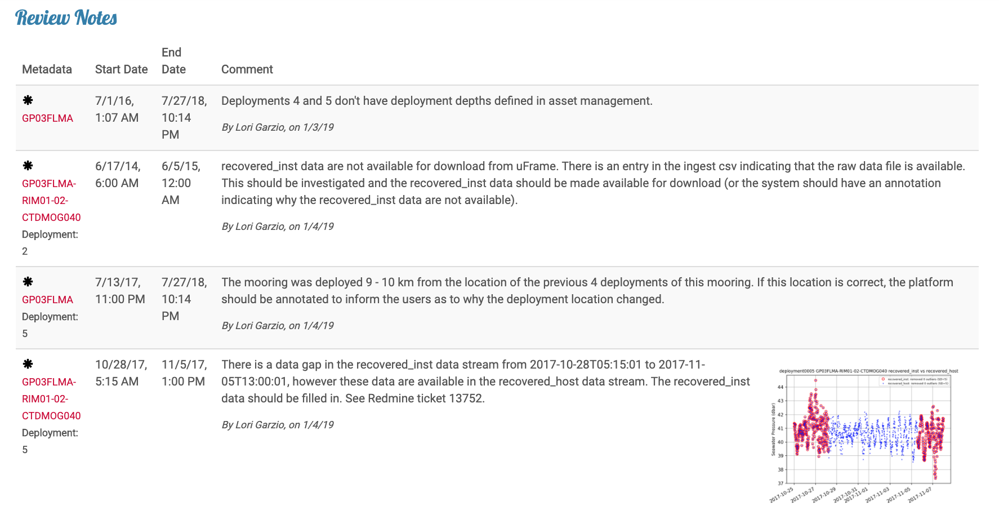 Review Notes
Metadata Start Date End Date Comment
✱
GP03FLMA
7/1/16,
1:07 AM
7/27/18,
10:14
PM
Deployments 4 and 5 don't have deployment depths defined in asset management.
By Lori Garzio, on 1/3/19
✱
GP03FLMA-
RIM01-02-
CTDMOG040
Deployment:
2
6/17/14,
6:00 AM
6/5/15,
12:00
AM
recovered_inst data are not available for download from uFrame. There is an entry in the ingest csv indicating that the raw data file is available.
This should be investigated and the recovered_inst data should be made available for download (or the system should have an annotation
indicating why the recovered_inst data are not available).
By Lori Garzio, on 1/4/19
✱
GP03FLMA
Deployment:
5
7/13/17,
11:00 PM
7/27/18,
10:14
PM
The mooring was deployed 9 - 10 km from the location of the previous 4 deployments of this mooring. If this location is correct, the platform
should be annotated to inform the users as to why the deployment location changed.
By Lori Garzio, on 1/4/19
✱
GP03FLMA-
RIM01-02-
CTDMOG040
Deployment:
5
10/28/17,
5:15 AM
11/5/17,
1:00 PM
There is a data gap in the recovered_inst data stream from 2017-10-28T05:15:01 to 2017-11-
05T13:00:01, however these data are available in the recovered_host data stream. The recovered_inst
data should be filled in. See Redmine ticket 13752.
By Lori Garzio, on 1/4/19
deployment0005 GP03FLMA-RIM01-02-CTDMOG040 recovered_inst vs recovered_host
recovered_inst: removed 0 outliers (SD=5)
recovered_host: removed 0 outliers (SD=5)
Seawater Pressure (dbar)
44
43
42
41
40
39
38
37
2017-10-25
2017-10-27
2017-10-29
2017-10-31
2017-11-01
2017-11-03
2017-11-05
2017-11-07